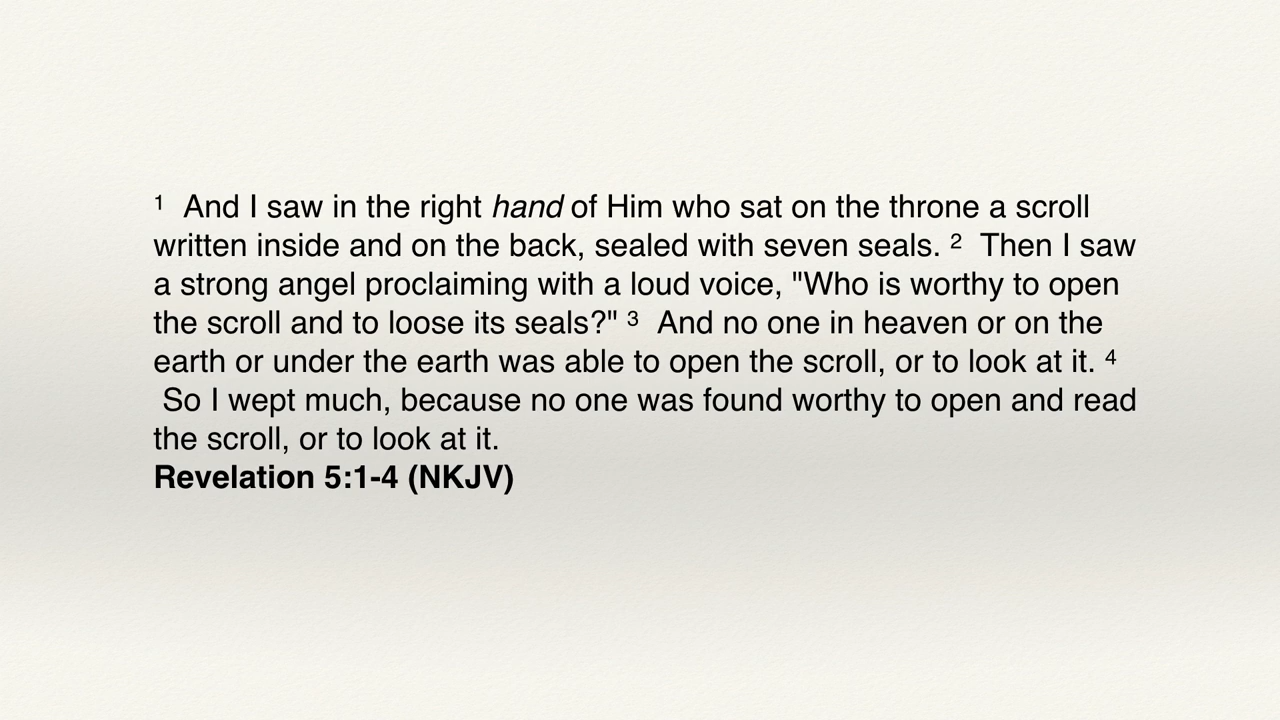 1 And I saw in the right hand of Him who sat on the throne a scroll
written inside and on the back, sealed with seven seals. 2 Then I saw
a strong angel proclaiming with a loud voice, "Who is worthy to open
the scroll and to loose its seals?" 3 And no one in heaven or on the
earth or under the earth was able to open the scroll, or to look at it. 4
So I wept much, because no one was found worthy to open and read
the scroll, or to look at it.
Revelation 5:1-4 (NKJV)